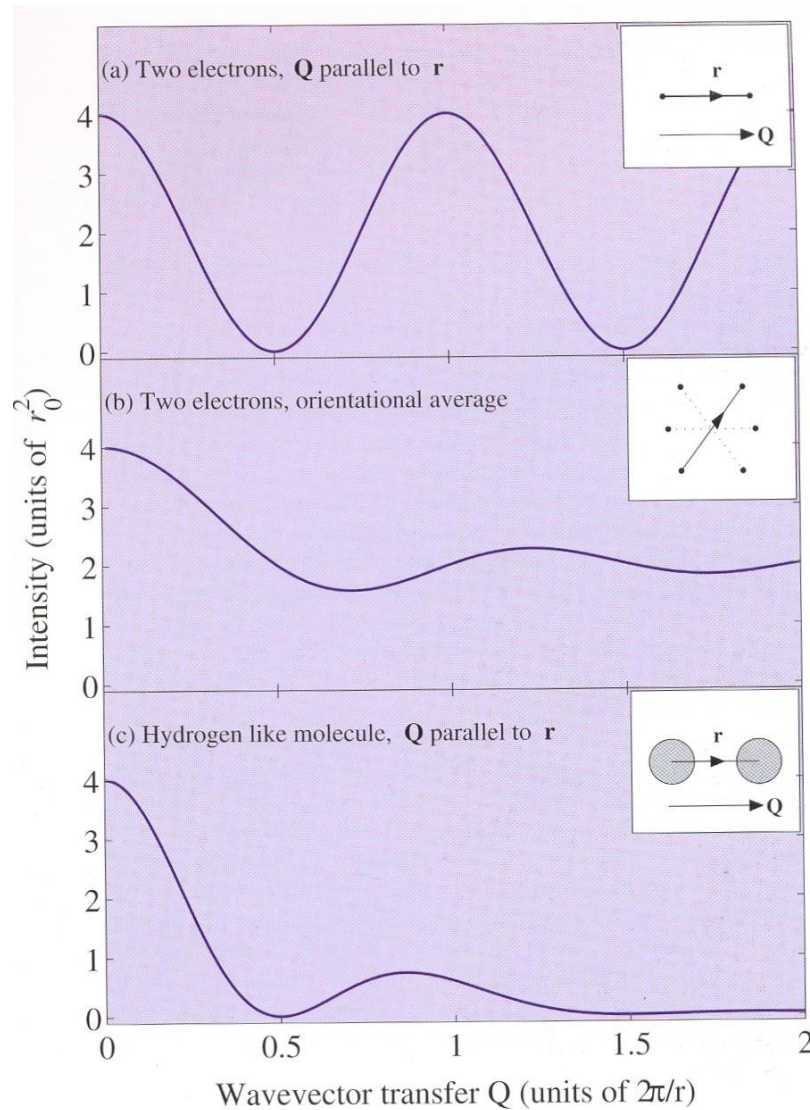 (a) Two electrons, Q parallel to r
r
Q
4
3
2
1
0
(b) Two electrons, orientational average
4
3
2
1
0
(c) Hydrogen like molecule, Q parallel to r
r
Q
4
3
2
1
0
0 0.5 1 1.5 2
Intensity (units of r₀²)
Wavevector transfer Q (units of 2π/r)